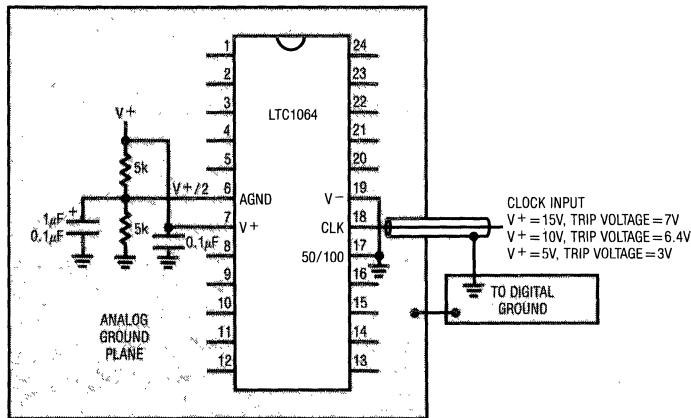 1
2
3
4
5
6
7
8
9
10
11
12
24
23
22
21
20
19
18
17
16
15
14
13
LTC1064
AGND
V+
V−
CLK
50/100
V+
5k
V+/2
5k
1μF +
0.1μF
0.1μF
ANALOG
GROUND
PLANE
CLOCK INPUT
V+ = 15V, TRIP VOLTAGE = 7V
V+ = 10V, TRIP VOLTAGE = 6.4V
V+ = 5V, TRIP VOLTAGE = 3V
TO DIGITAL
GROUND